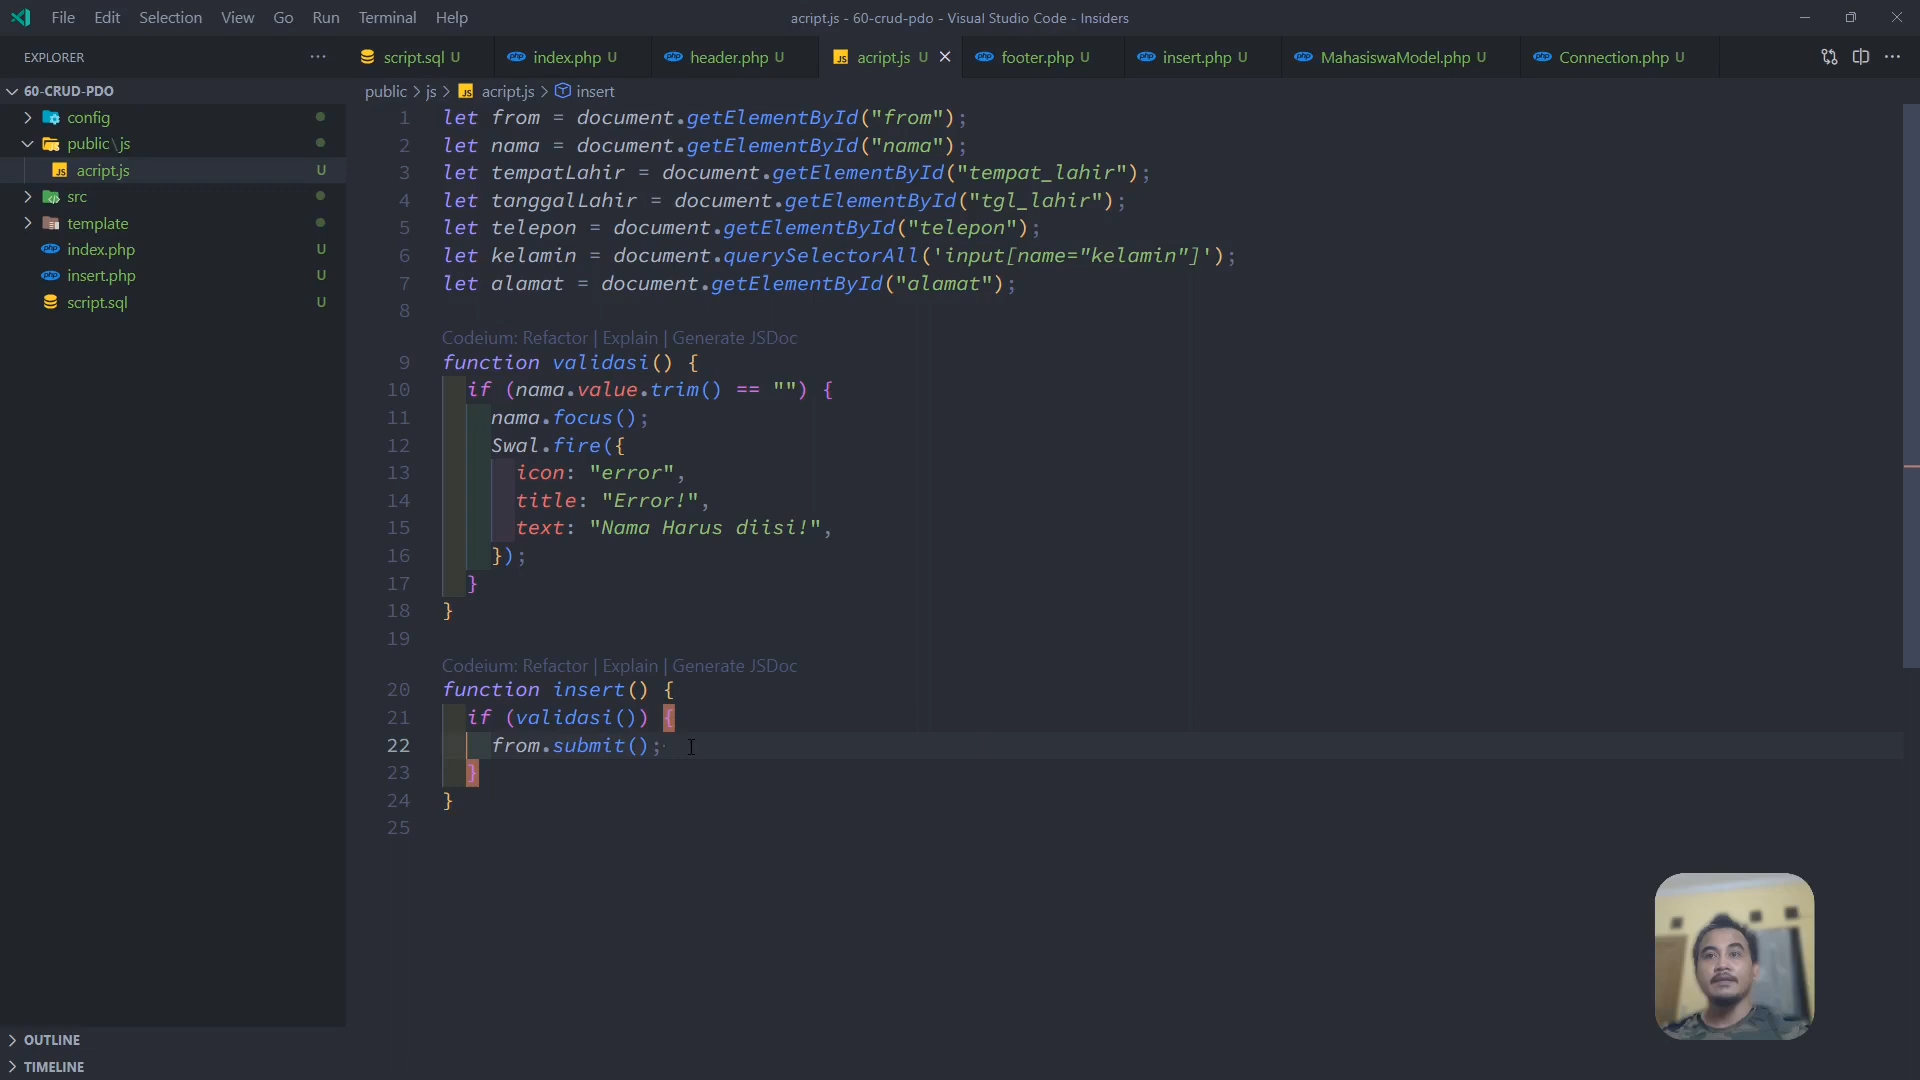 File Edit Selection View Go Run Terminal Help
acript.js - 60-crud-pdo - Visual Studio Code - Insiders
EXPLORER
script.sql U
index.php U
header.php U
acript.js U
footer.php U
insert.php U
MahasiswaModel.php U
Connection.php U
60-CRUD-PDO
config
public\js
acript.js U
src
template
index.php U
insert.php U
script.sql U
OUTLINE
TIMELINE
public > js > acript.js > insert
1 let from = document.getElementById("from");
2 let nama = document.getElementById("nama");
3 let tempatLahir = document.getElementById("tempat_lahir");
4 let tanggalLahir = document.getElementById("tgl_lahir");
5 let telepon = document.getElementById("telepon");
6 let kelamin = document.querySelectorAll('input[name="kelamin"]');
7 let alamat = document.getElementById("alamat");
8
Codeium: Refactor | Explain | Generate JSDoc
9 function validasi() {
10 if (nama.value.trim() == "") {
11 nama.focus();
12 Swal.fire({
13 icon: "error",
14 title: "Error!",
15 text: "Nama Harus diisi!",
16 });
17 }
18 }
19
Codeium: Refactor | Explain | Generate JSDoc
20 function insert() {
21 if (validasi()) {
22 from.submit();
23 }
24 }
25